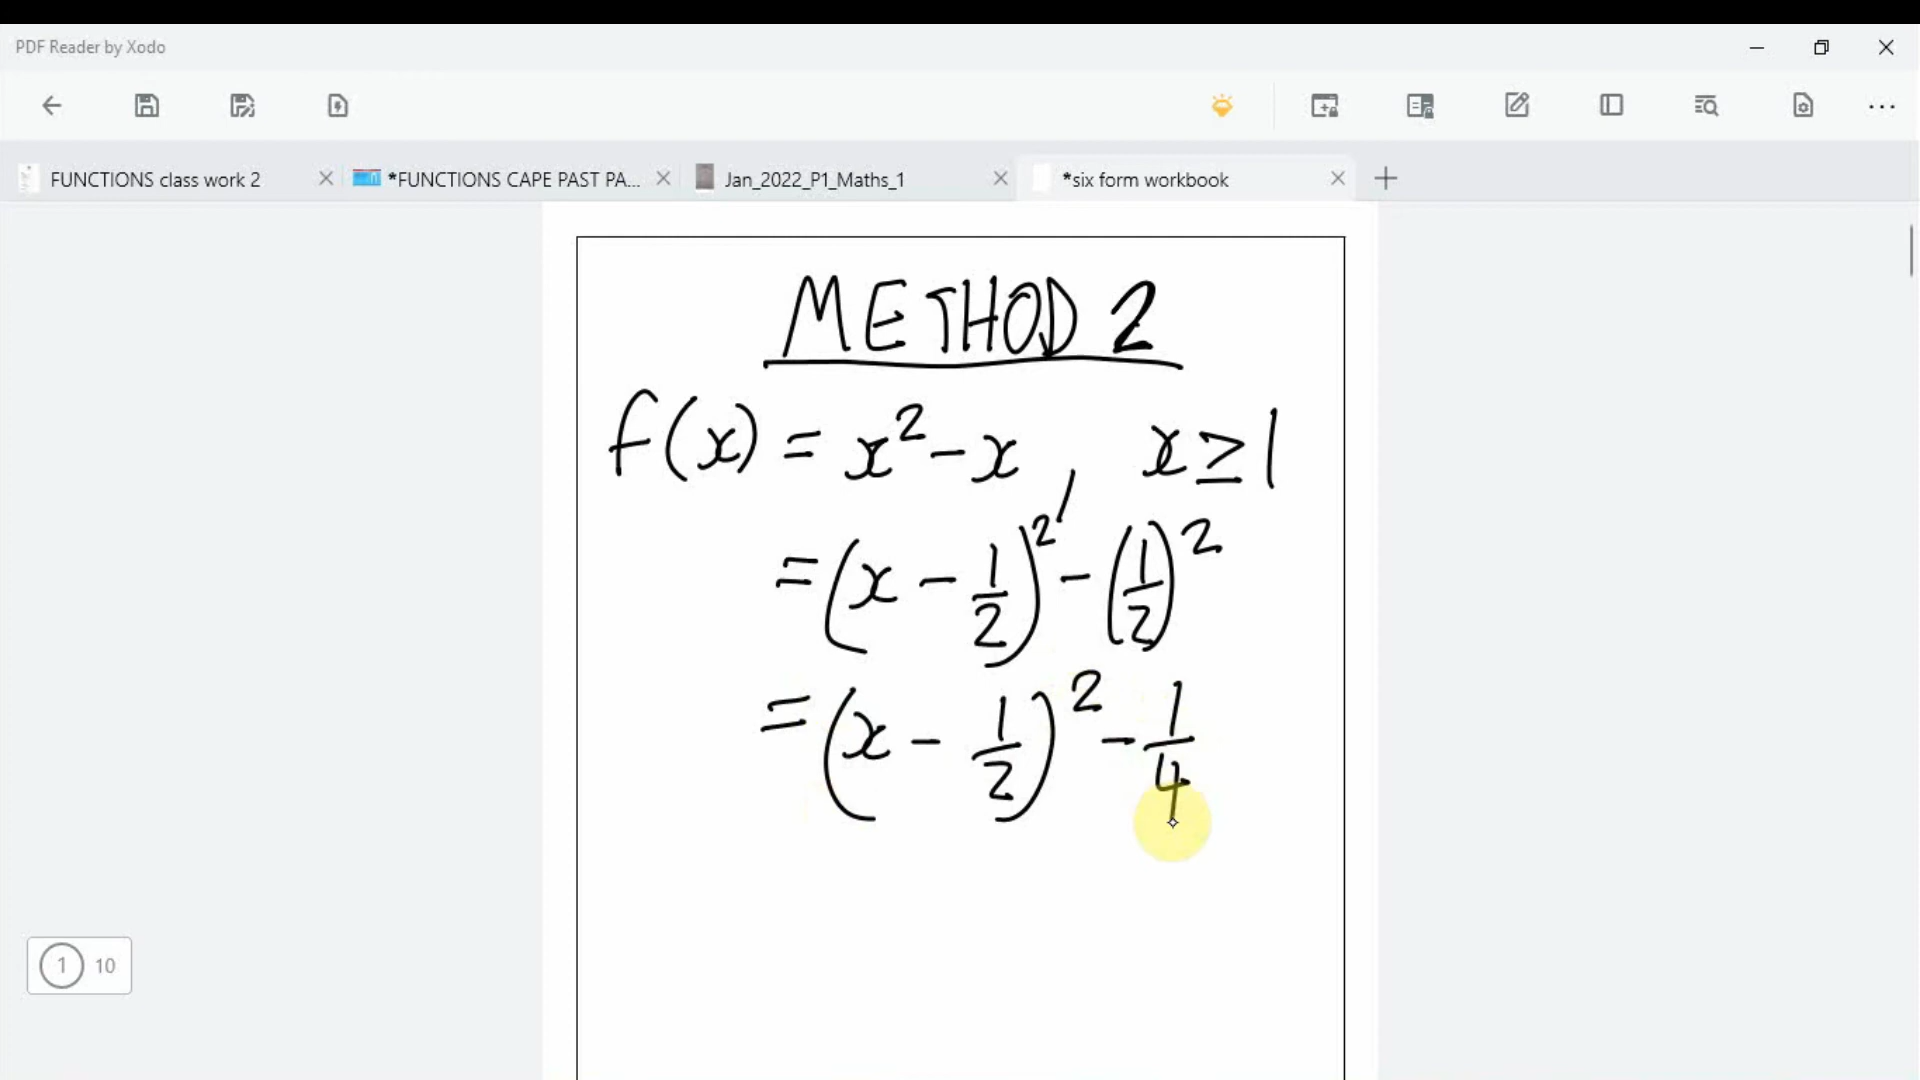 PDF Reader by Xodo
FUNCTIONS class work 2
*FUNCTIONS CAPE PAST PA...
Jan_2022_P1_Maths_1
*six form workbook
METHOD 2
f(x) = x² - x, x ≥ 1
= (x - 1/2)² - (1/2)²
= (x - 1/2)² - 1/4
1 10